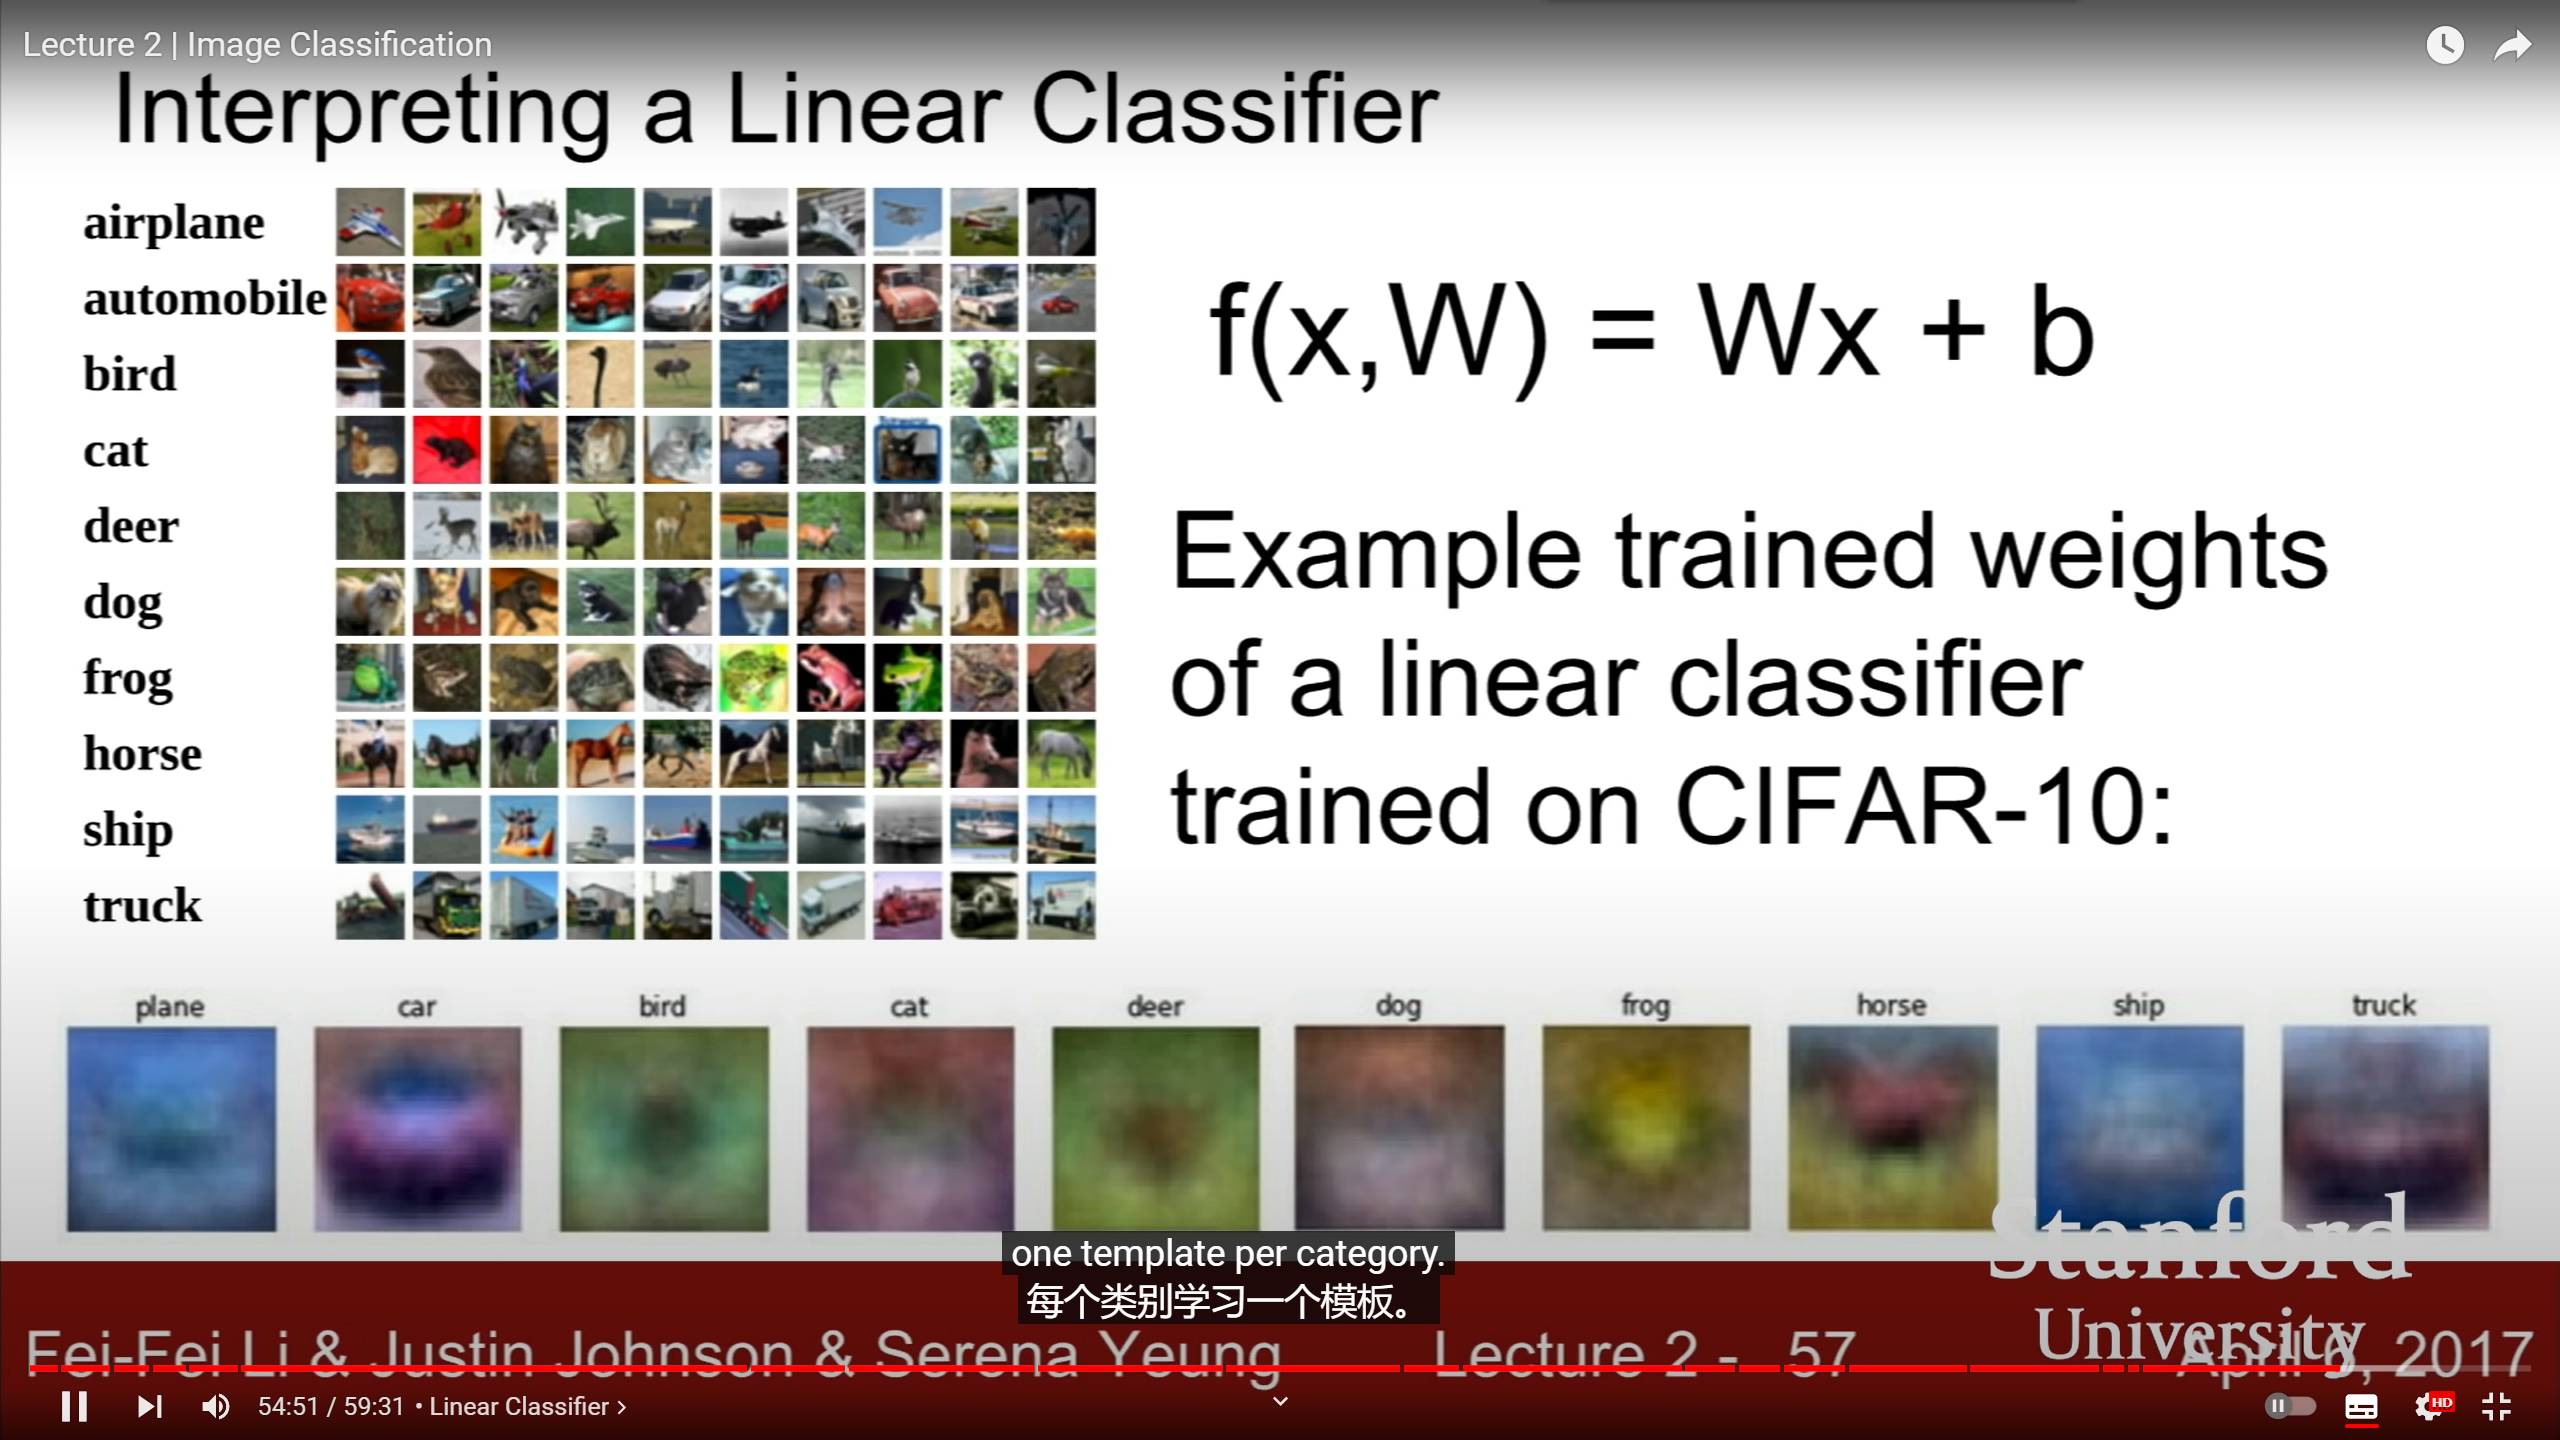 Lecture 2 | Image Classification
Interpreting a Linear Classifier
airplane
automobile
bird
cat
deer
dog
frog
horse
ship
truck
f(x,W) = Wx + b
Example trained weights
of a linear classifier
trained on CIFAR-10:
plane car bird cat deer dog frog horse ship truck
one template per category.
每个类别学习一个模板。
Stanford
University
Fei-Fei Li & Justin Johnson & Serena Yeung Lecture 2 - 57 April 6, 2017
54:51 / 59:31 • Linear Classifier ›
HD